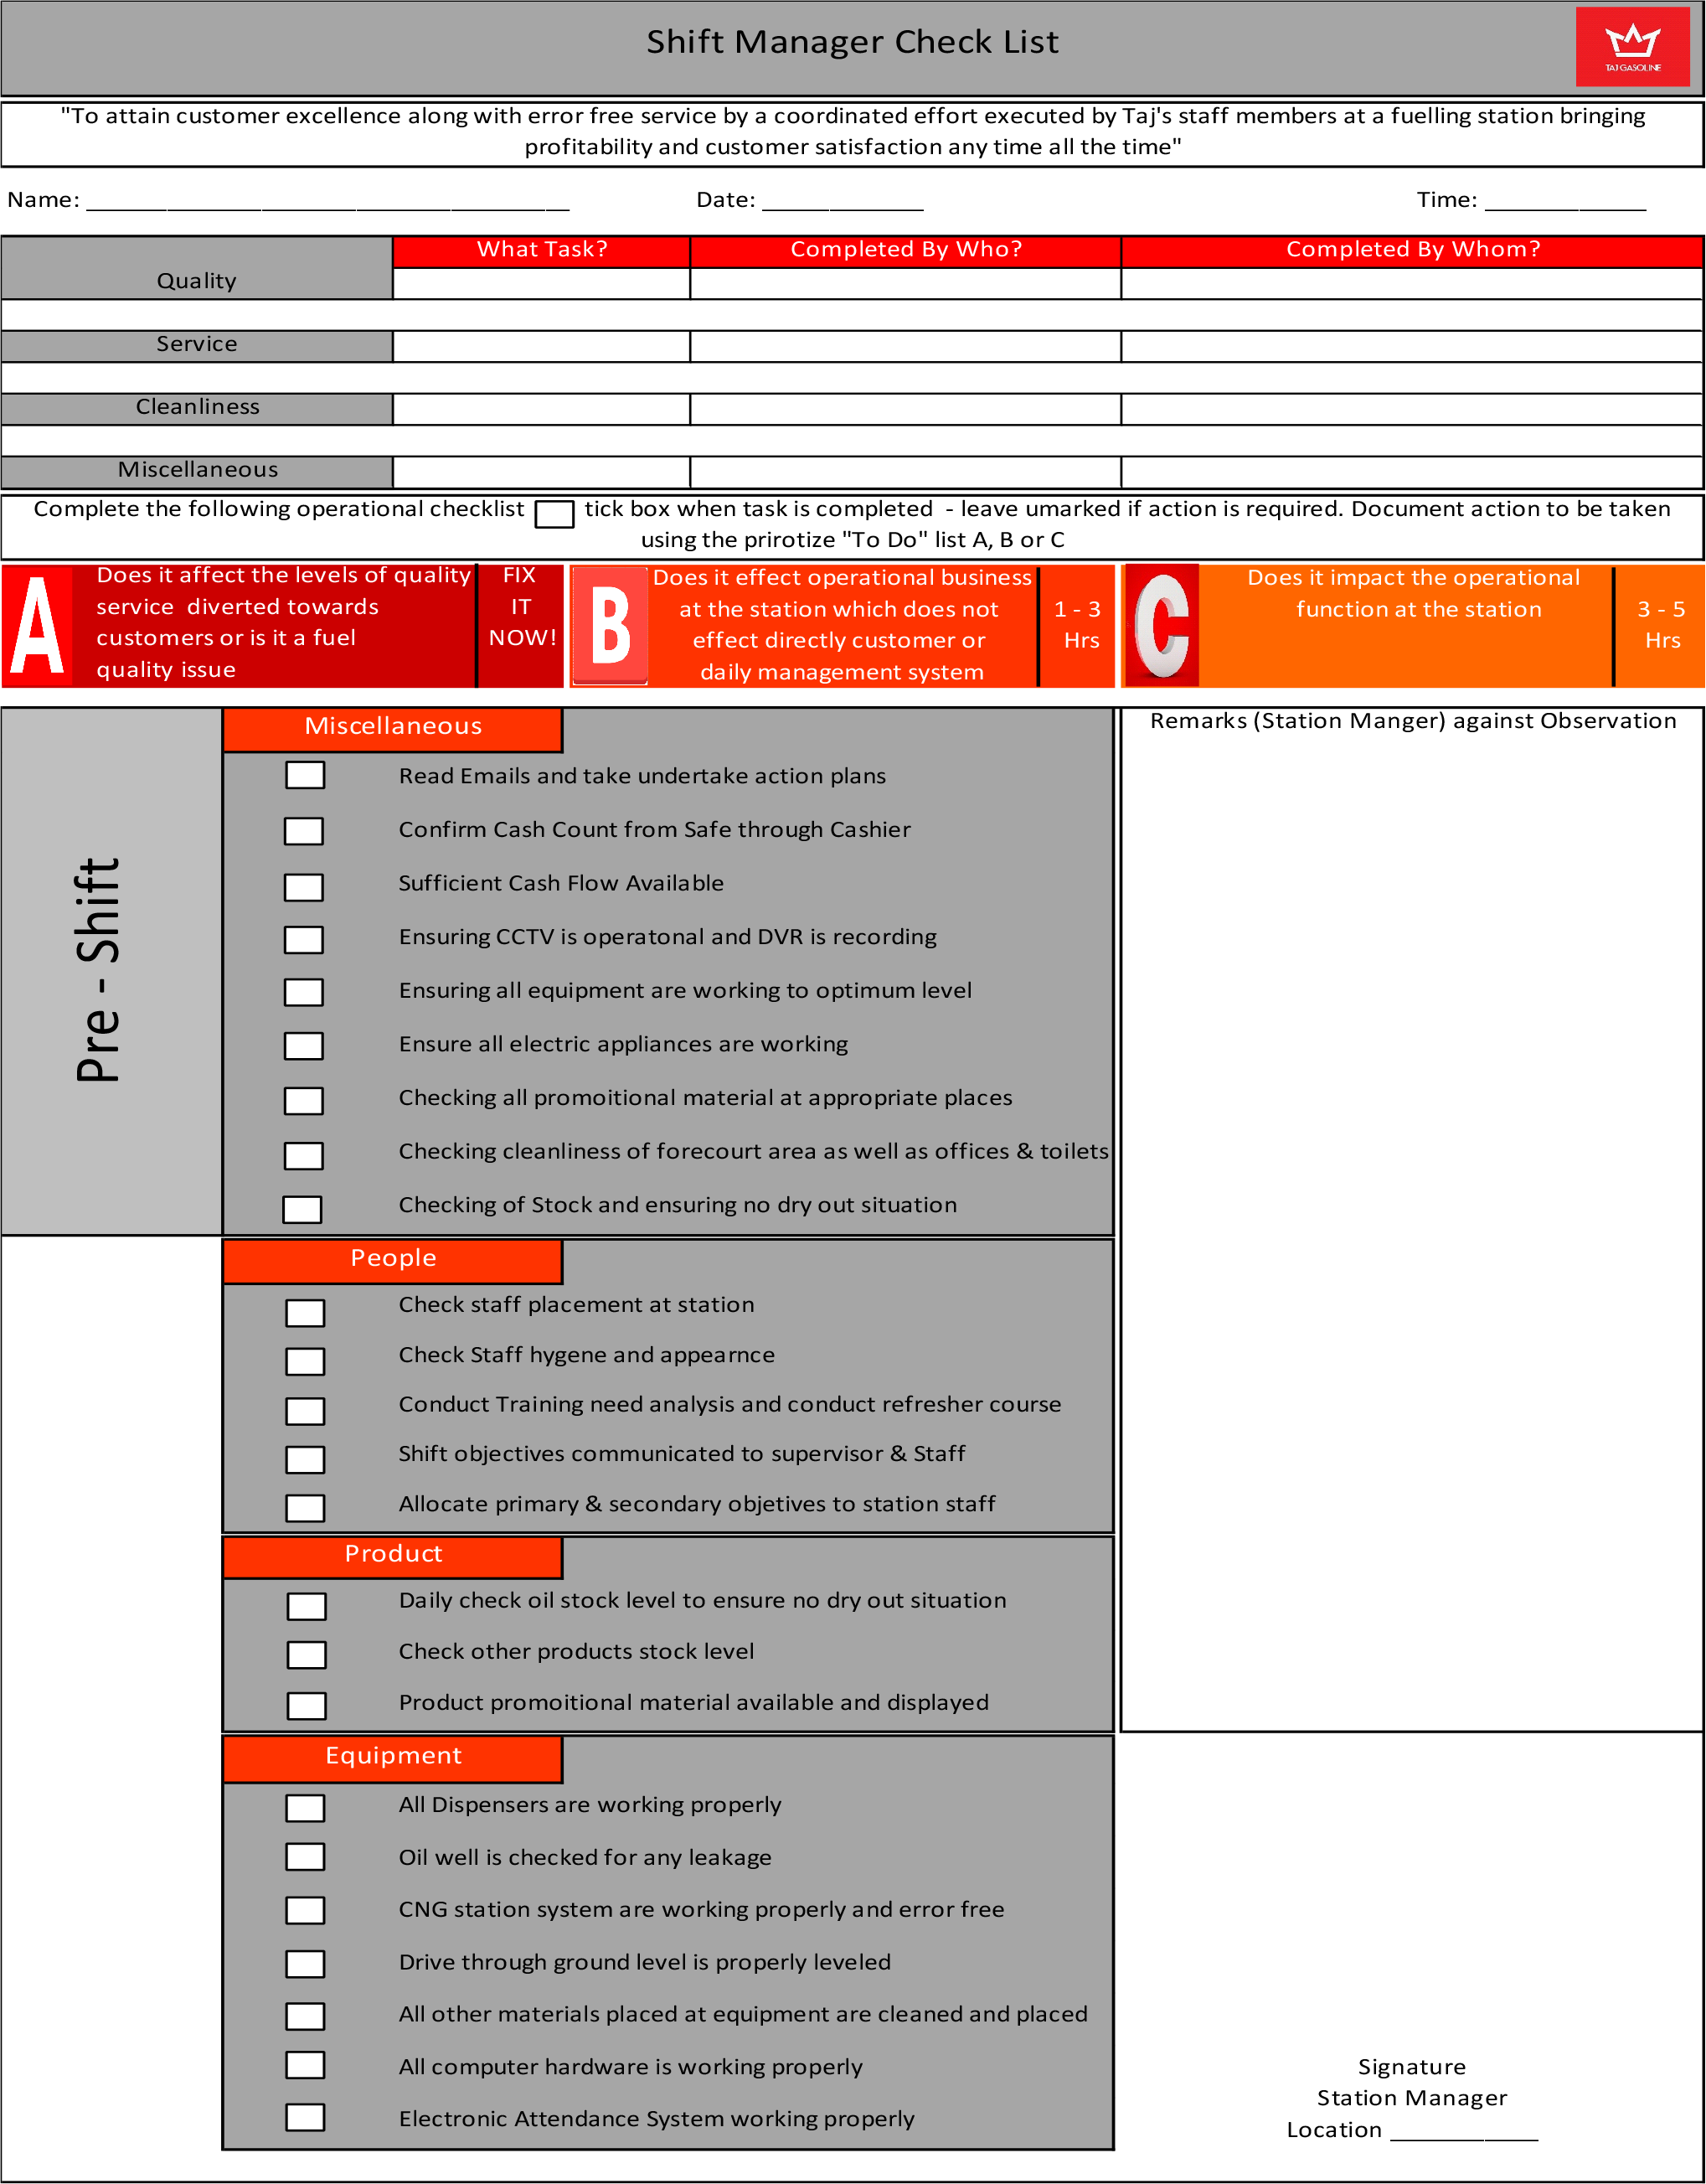 Shift Manager Check List
TAJ GASOLINE
"To attain customer excellence along with error free service by a coordinated effort executed by Taj's staff members at a fuelling station bringing
profitability and customer satisfaction any time all the time"
Name: ____________________________________ Date: ____________ Time: ____________
What Task? Completed By Who? Completed By Whom?
Quality
Service
Cleanliness
Miscellaneous
Complete the following operational checklist tick box when task is completed - leave umarked if action is required. Document action to be taken
using the prirotize "To Do" list A, B or C
A
Does it affect the levels of quality
service diverted towards
customers or is it a fuel
quality issue
FIX
IT
NOW!
B
Does it effect operational business
at the station which does not
effect directly customer or
daily management system
1 - 3
Hrs
C
Does it impact the operational
function at the station
3 - 5
Hrs
Pre - Shift
Miscellaneous
Read Emails and take undertake action plans
Confirm Cash Count from Safe through Cashier
Sufficient Cash Flow Available
Ensuring CCTV is operatonal and DVR is recording
Ensuring all equipment are working to optimum level
Ensure all electric appliances are working
Checking all promoitional material at appropriate places
Checking cleanliness of forecourt area as well as offices & toilets
Checking of Stock and ensuring no dry out situation
People
Check staff placement at station
Check Staff hygene and appearnce
Conduct Training need analysis and conduct refresher course
Shift objectives communicated to supervisor & Staff
Allocate primary & secondary objetives to station staff
Product
Daily check oil stock level to ensure no dry out situation
Check other products stock level
Product promoitional material available and displayed
Equipment
All Dispensers are working properly
Oil well is checked for any leakage
CNG station system are working properly and error free
Drive through ground level is properly leveled
All other materials placed at equipment are cleaned and placed
All computer hardware is working properly
Electronic Attendance System working properly
Remarks (Station Manger) against Observation
Signature
Station Manager
Location ___________